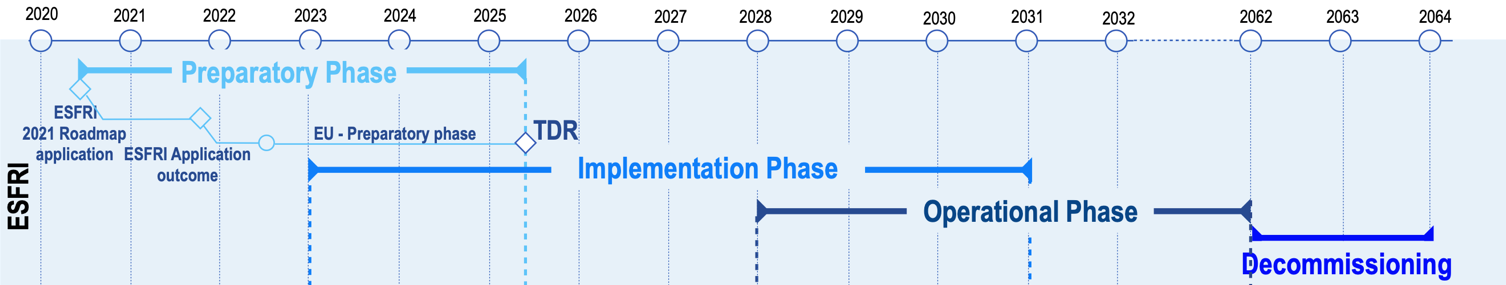 2020 2021 2022 2023 2024 2025 2026 2027 2028 2029 2030 2031 2032 2062 2063 2064
Preparatory Phase
ESFRI
2021 Roadmap
application
ESFRI Application
outcome
EU - Preparatory phase
TDR
Implementation Phase
ESFRI
Operational Phase
Decommissioning